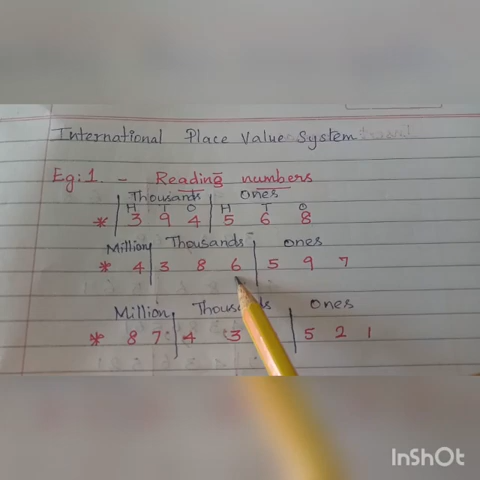 International Place Value System
Eg:1 - Reading numbers
Thousands Ones
H T O H T O
* 3 9 4 5 6 8
Million Thousands Ones
* 4 3 8 6 5 9 7
Million Thousands Ones
* 8 7 4 3 5 2 1
InShOt